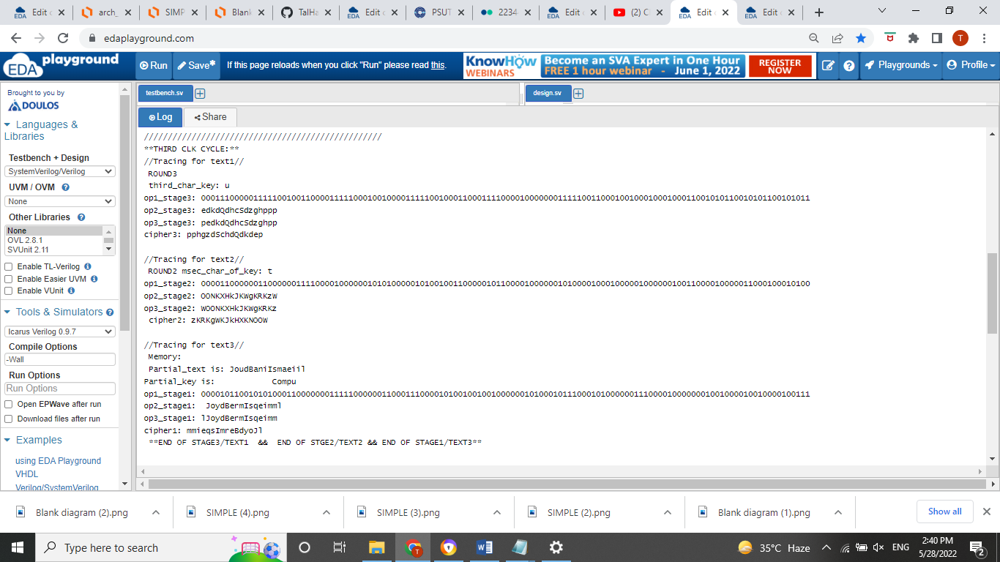 Edit c
arch_
SIMP
Blank
TalHa
Edit c
PSUT
2234
Edit c
(2) C
Edit c
Edit c
edaplayground.com
T
EDA playground
Run
Save*
If this page reloads when you click "Run" please read this.
KnowHow WEBINARS
Become an SVA Expert in One Hour
FREE 1 hour webinar - June 1, 2022
REGISTER NOW
Playgrounds
Profile
Brought to you by
DOULOS
testbench.sv
design.sv
Languages & Libraries
Log
Share
Testbench + Design
SystemVerilog/Verilog
UVM / OVM
None
Other Libraries
None
OVL 2.8.1
SVUnit 2.11
Enable TL-Verilog
Enable Easier UVM
Enable VUnit
Tools & Simulators
Icarus Verilog 0.9.7
Compile Options
-Wall
Run Options
Run Options
Open EPWave after run
Download files after run
Examples
using EDA Playground
VHDL
Verilog/SystemVerilog
//////////////////////////////////////////////////
**THIRD CLK CYCLE:**
//Tracing for text1//
ROUND3
third_char_key: u
op1_stage3:
op2_stage3: edkdQdhcSdzghppp
op3_stage3: pedkdQdhcSdzghpp
cipher3: pphgzdSchdQdkdep
//Tracing for text2//
ROUND2 msec_char_of_key: t
op1_stage2:
op2_stage2: OONKXHkJKWgKRKzW
op3_stage2: WOONKXHkJKWgKRKz
cipher2: zKRKgWKJkHXKNOOW
//Tracing for text3//
Memory:
Partial_text is: JoudBaniIsmaeiil
Partial_key is: Compu
op1_stage1:
op2_stage1: JoydBermIsqeimml
op3_stage1: lJoydBermIsqeimm
cipher1: mmieqsImreBdyoJl
**END OF STAGE3/TEXT1 && END OF STGE2/TEXT2 && END OF STAGE1/TEXT3**
Blank diagram (2).png
SIMPLE (4).png
SIMPLE (3).png
SIMPLE (2).png
Blank diagram (1).png
Show all
Type here to search
35°C Haze
ENG
2:40 PM
5/28/2022
2